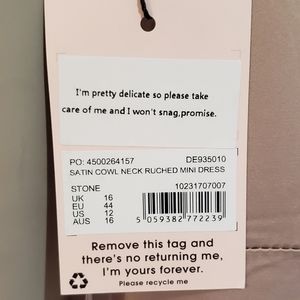 I'm pretty delicate so please take
care of me and I won't snag,promise.
PO: 4500264157 DE935010
SATIN COWL NECK RUCHED MINI DRESS
STONE 10231707007
UK 16
EU 44
US 12
AUS 16
5 059382 772239
Remove this tag and
there's no returning me,
I'm yours forever.
Please recycle me